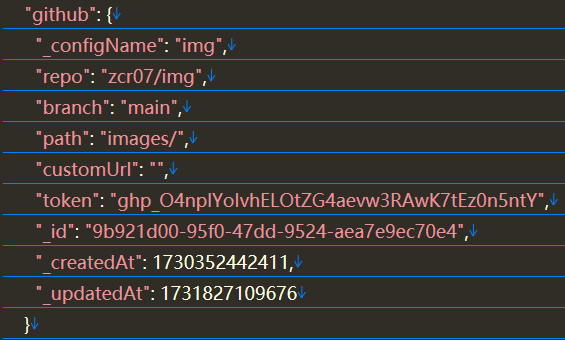 "github": {↓
"_configName": "img",↓
"repo": "zcr07/img",↓
"branch": "main",↓
"path": "images/",↓
"customUrl": "",↓
"token": "",↓
"_id": "9b921d00-95f0-47dd-9524-aea7e9ec70e4",↓
"_createdAt": 1730352442411,↓
"_updatedAt": 1731827109676↓
}↓